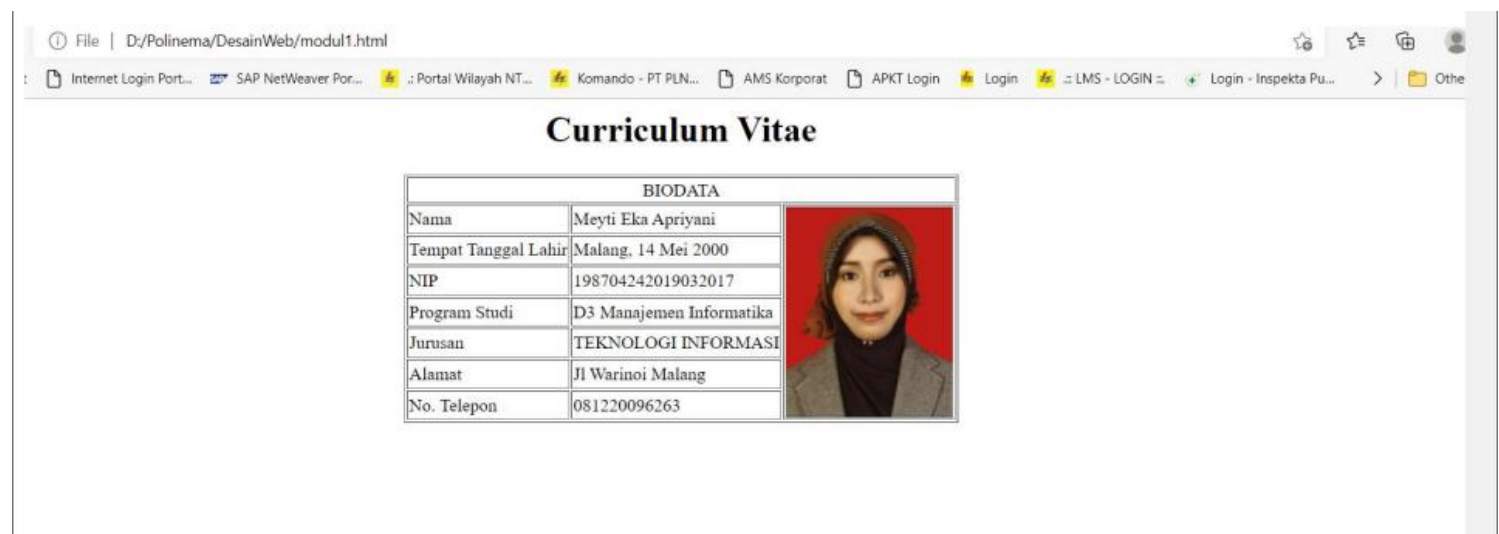 File | D:/Polinema/DesainWeb/modul1.html
Internet Login Port... SAP NetWeaver Por... .: Portal Wilayah NT... Komando - PT PLN... AMS Korporat APKT Login Login .:: LMS - LOGIN ::. Login - Inspekta Pu... > Othe
Curriculum Vitae
BIODATA
Nama Meyti Eka Apriyani
Tempat Tanggal Lahir Malang, 14 Mei 2000
NIP 198704242019032017
Program Studi D3 Manajemen Informatika
Jurusan TEKNOLOGI INFORMASI
Alamat Jl Warinoi Malang
No. Telepon 081220096263